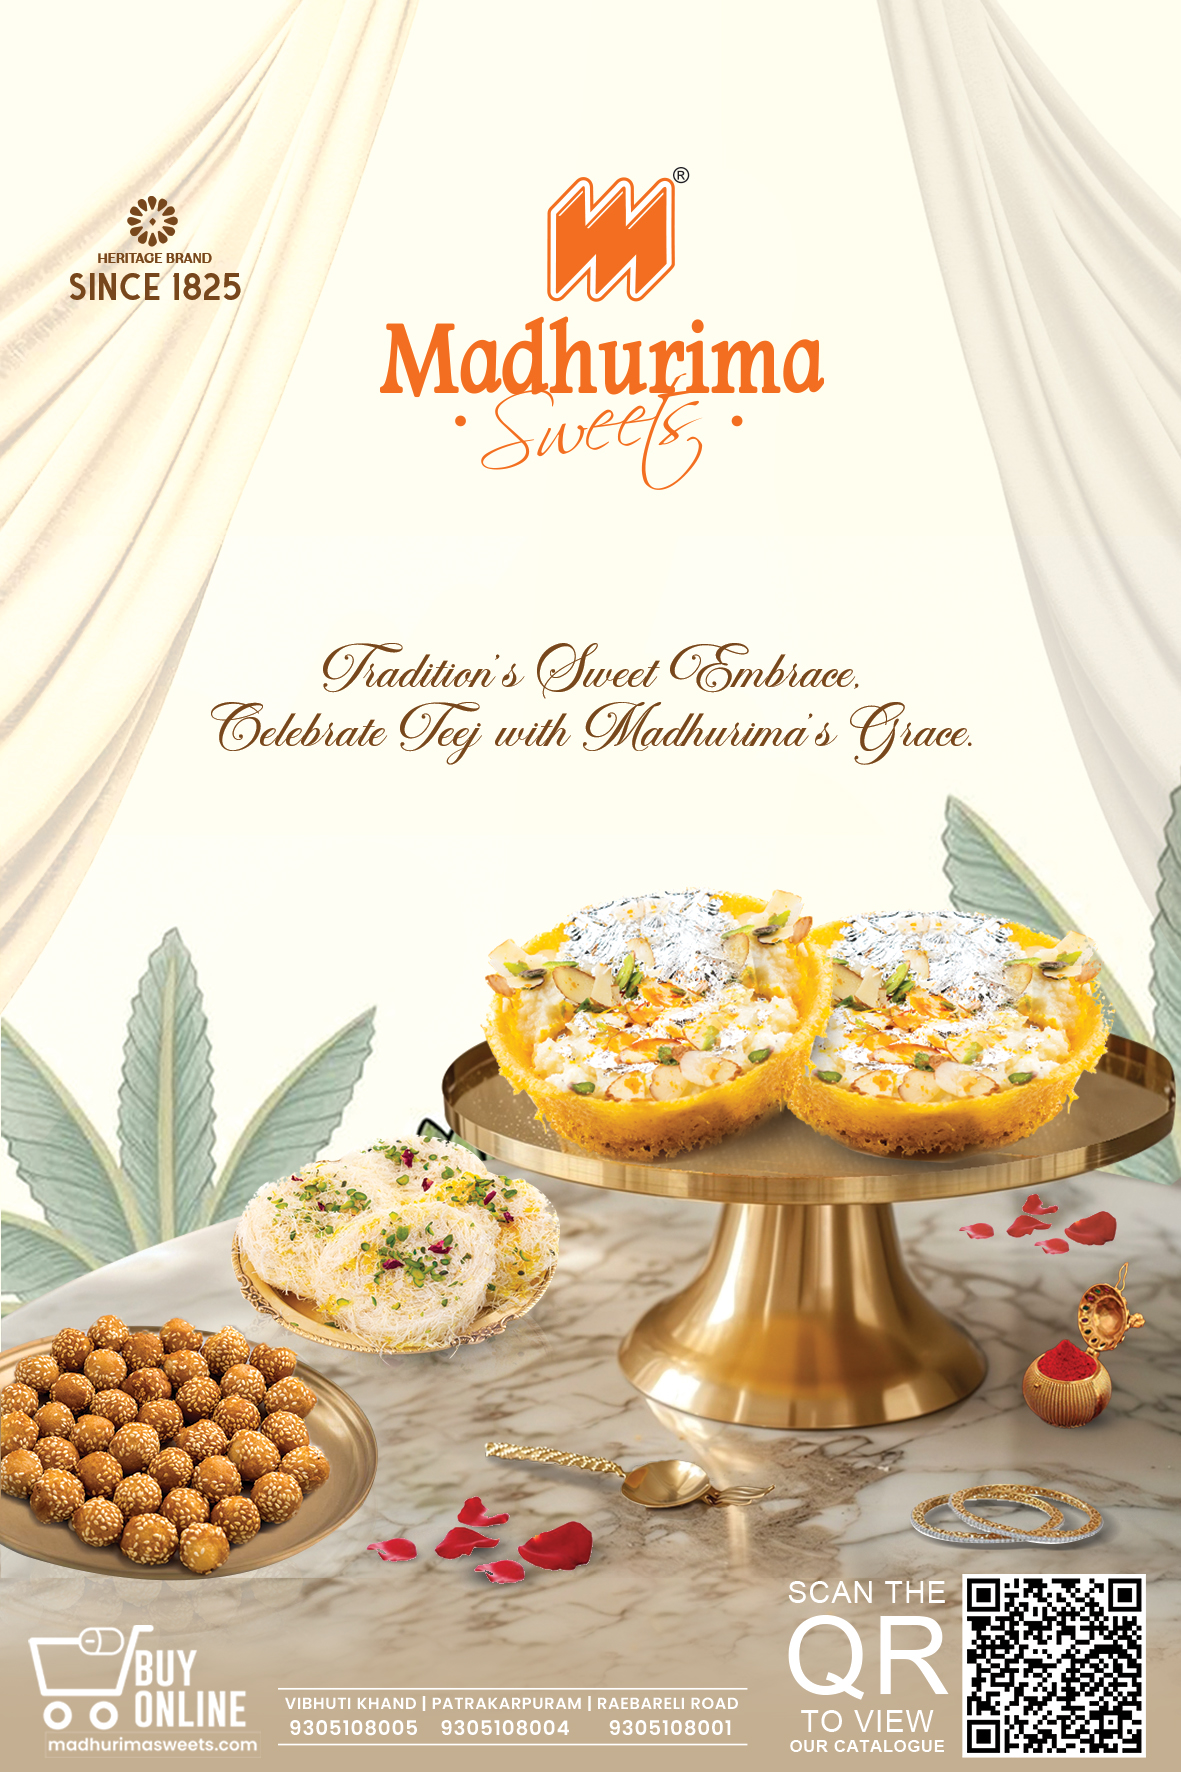 HERITAGE BRAND
SINCE 1825
®
Madhurima
• Sweets •
Tradition's Sweet Embrace,
Celebrate Teej with Madhurima's Grace.
BUY
ONLINE
madhurimasweets.com
VIBHUTI KHAND | PATRAKARPURAM | RAEBARELI ROAD
9305108005 9305108004 9305108001
SCAN THE
QR
TO VIEW
OUR CATALOGUE